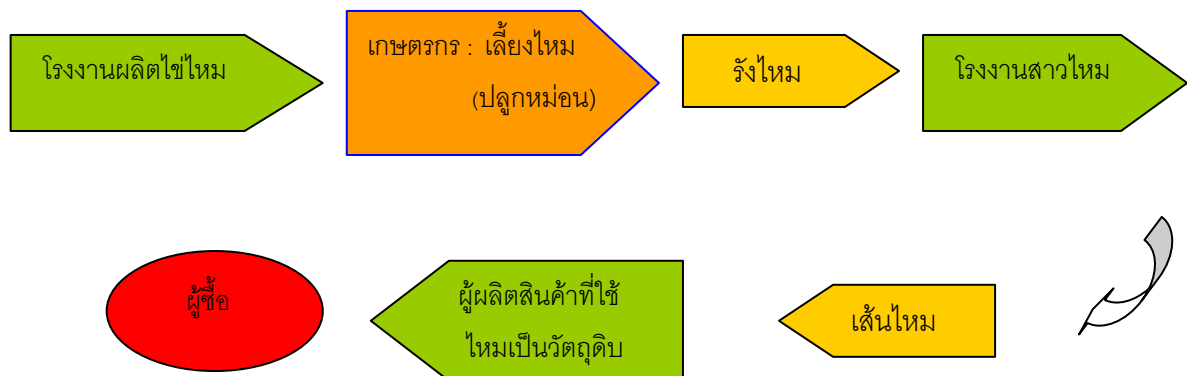 โรงงานผลิตไข่ไหม
เกษตรกร : เลี้ยงไหม
(ปลูกหม่อน)
รังไหม
โรงงานสาวไหม
เส้นไหม
ผู้ผลิตสินค้าที่ใช้
ไหมเป็นวัตถุดิบ
ผู้ซื้อ